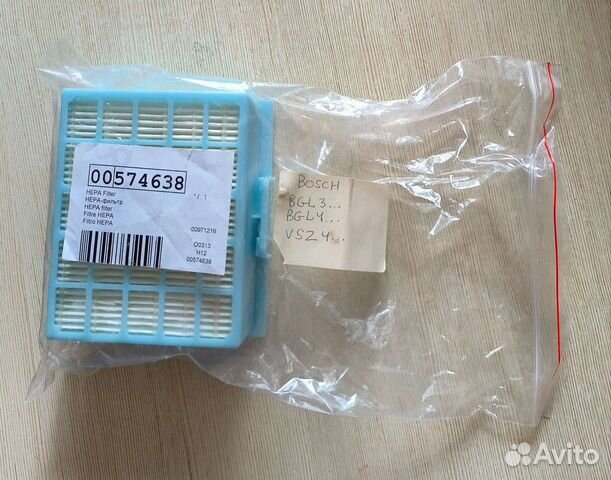 00574638
HEPA Filter
HEPA-фильтр
HEPA filter
Filtre HEPA
Filtro HEPA
*/ 1
00971216
O0313
H12
00574638
BOSCH
BGL3...
BGL4...
VSZ4...
Avito